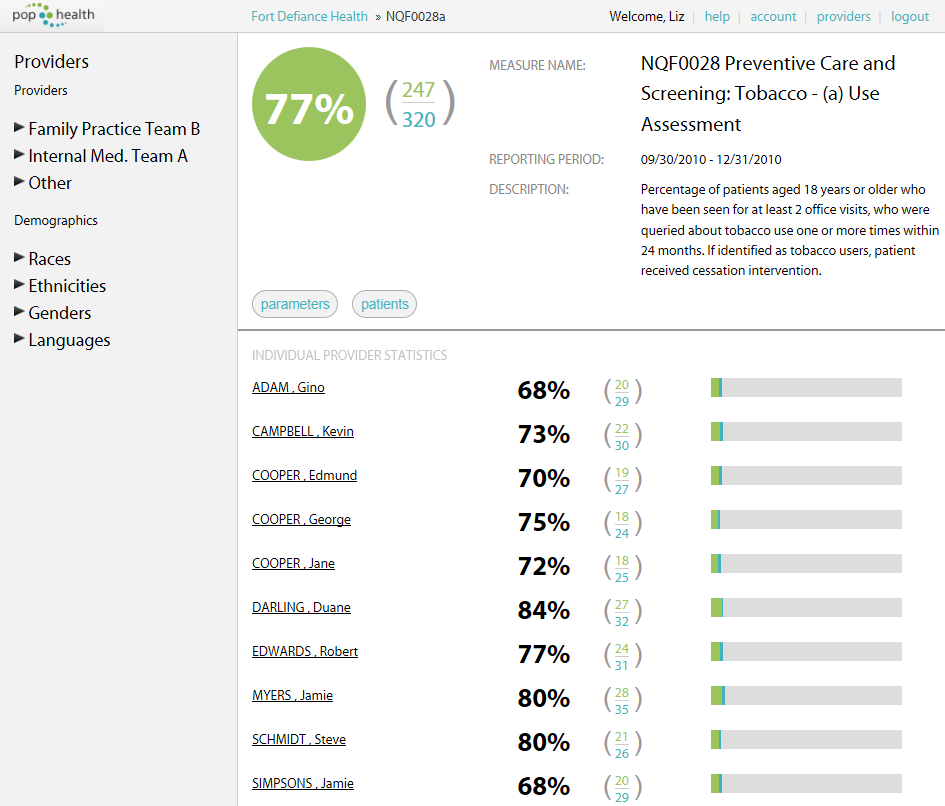 pop health
Fort Defiance Health » NQF0028a
Welcome, Liz | help | account | providers | logout
Providers
Providers
Family Practice Team B
Internal Med. Team A
Other
Demographics
Races
Ethnicities
Genders
Languages
77%
(247
320)
MEASURE NAME:
NQF0028 Preventive Care and
Screening: Tobacco - (a) Use
Assessment
REPORTING PERIOD:
09/30/2010 - 12/31/2010
DESCRIPTION:
Percentage of patients aged 18 years or older who
have been seen for at least 2 office visits, who were
queried about tobacco use one or more times within
24 months. If identified as tobacco users, patient
received cessation intervention.
parameters
patients
INDIVIDUAL PROVIDER STATISTICS
ADAM , Gino 68% (20
29)
CAMPBELL , Kevin 73% (22
30)
COOPER , Edmund 70% (19
27)
COOPER , George 75% (18
24)
COOPER , Jane 72% (18
25)
DARLING , Duane 84% (27
32)
EDWARDS , Robert 77% (24
31)
MYERS , Jamie 80% (28
35)
SCHMIDT , Steve 80% (21
26)
SIMPSONS , Jamie 68% (20
29)